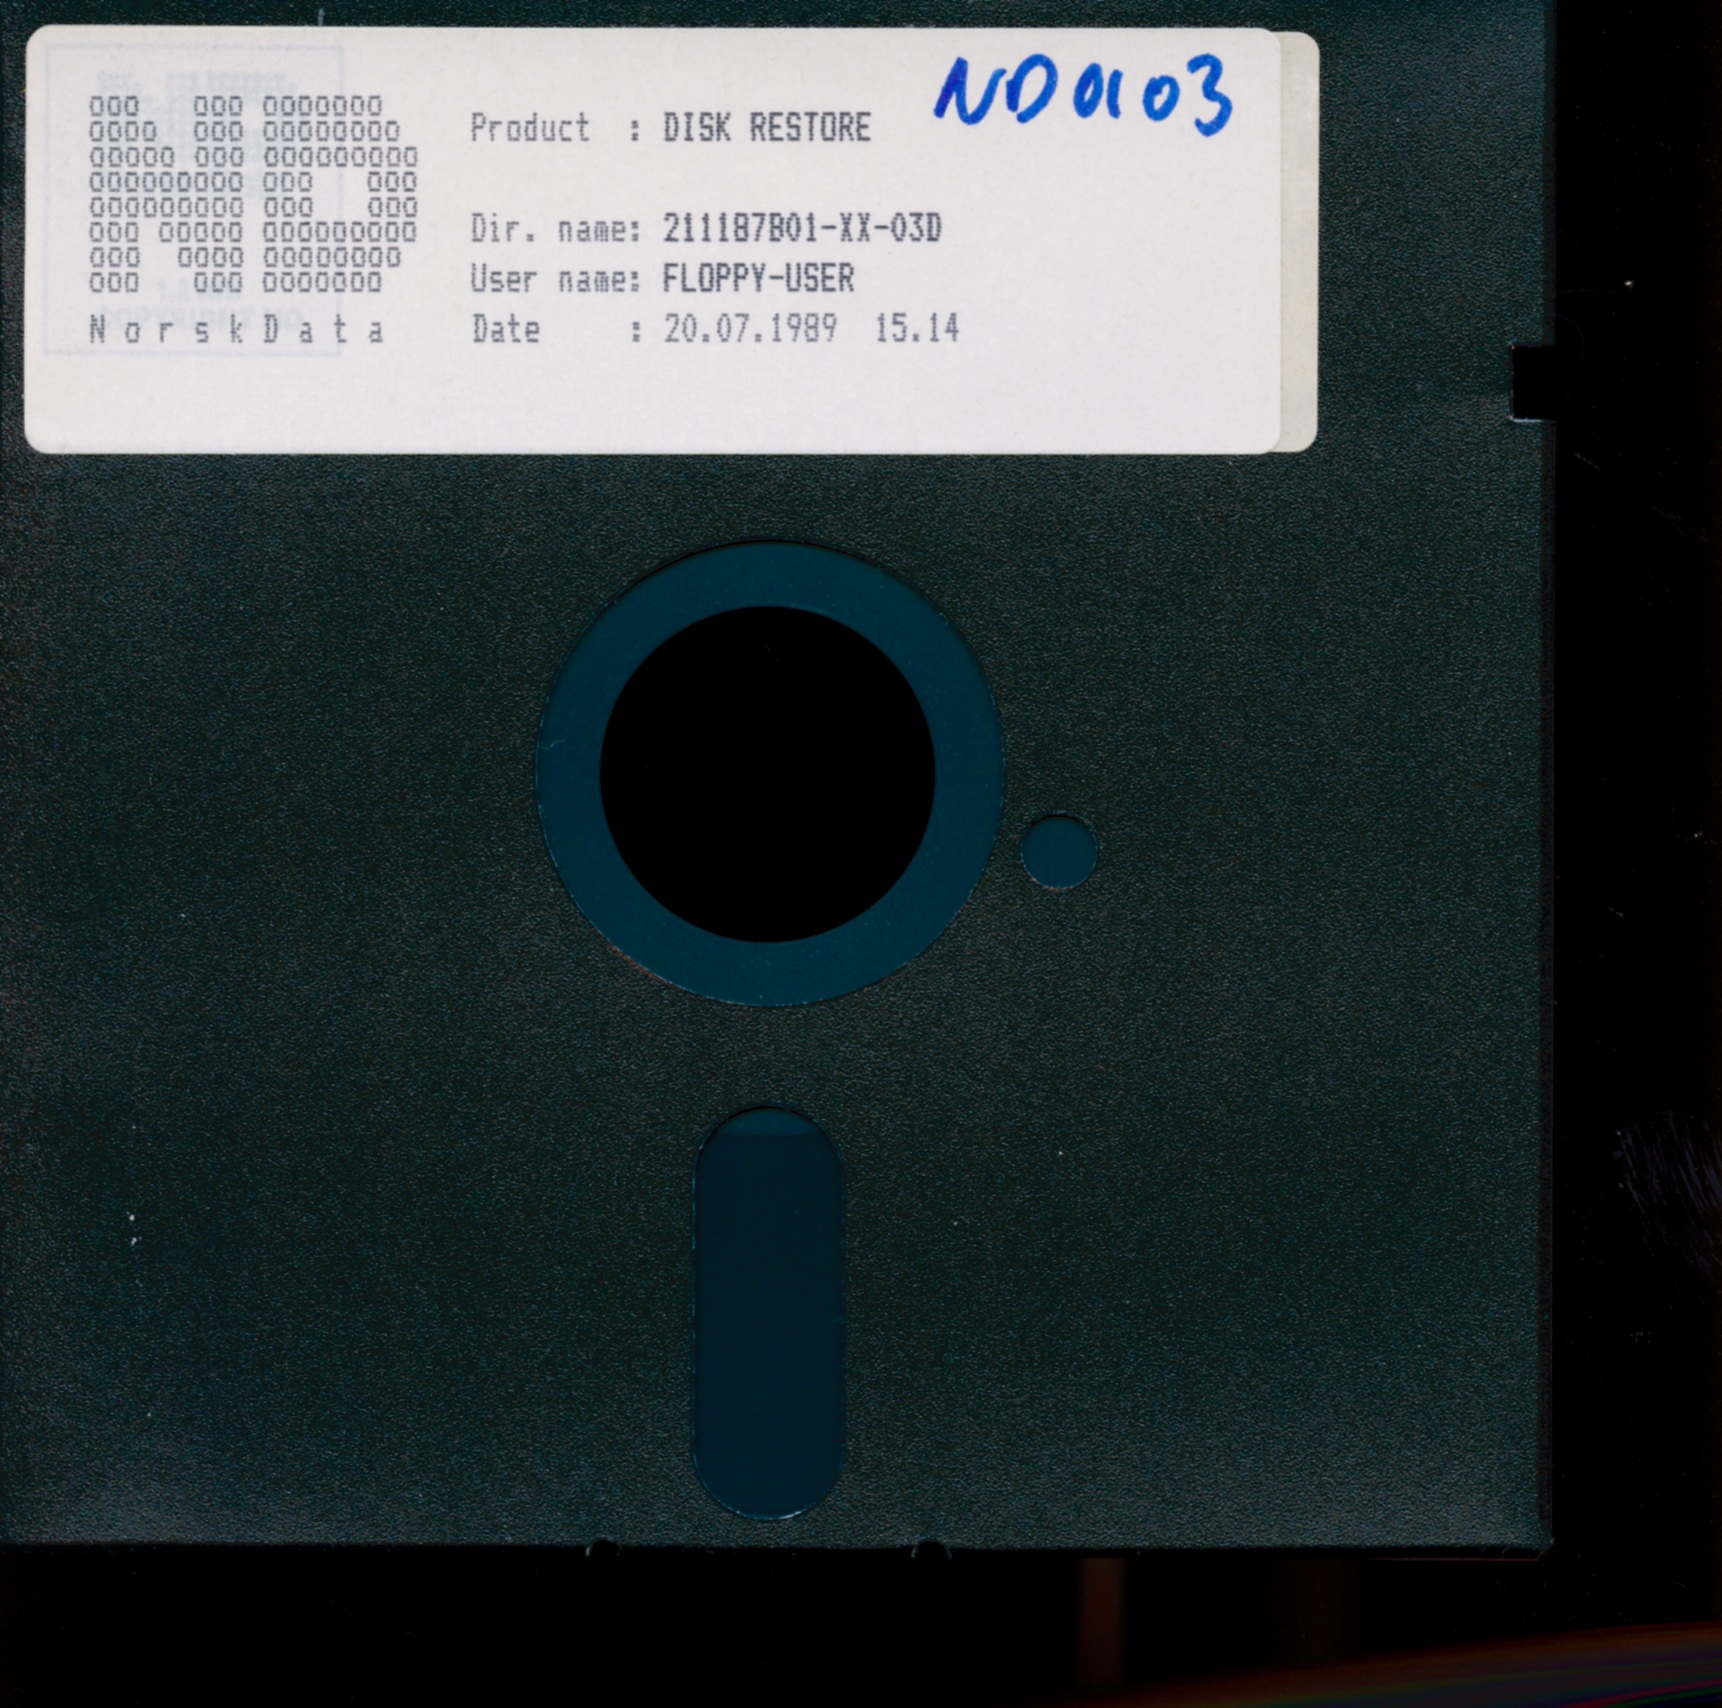 ND0103
Product : DISK RESTORE
Dir. name: 211187B01-XX-03D
User name: FLOPPY-USER
NorskData
Date : 20.07.1989 15.14